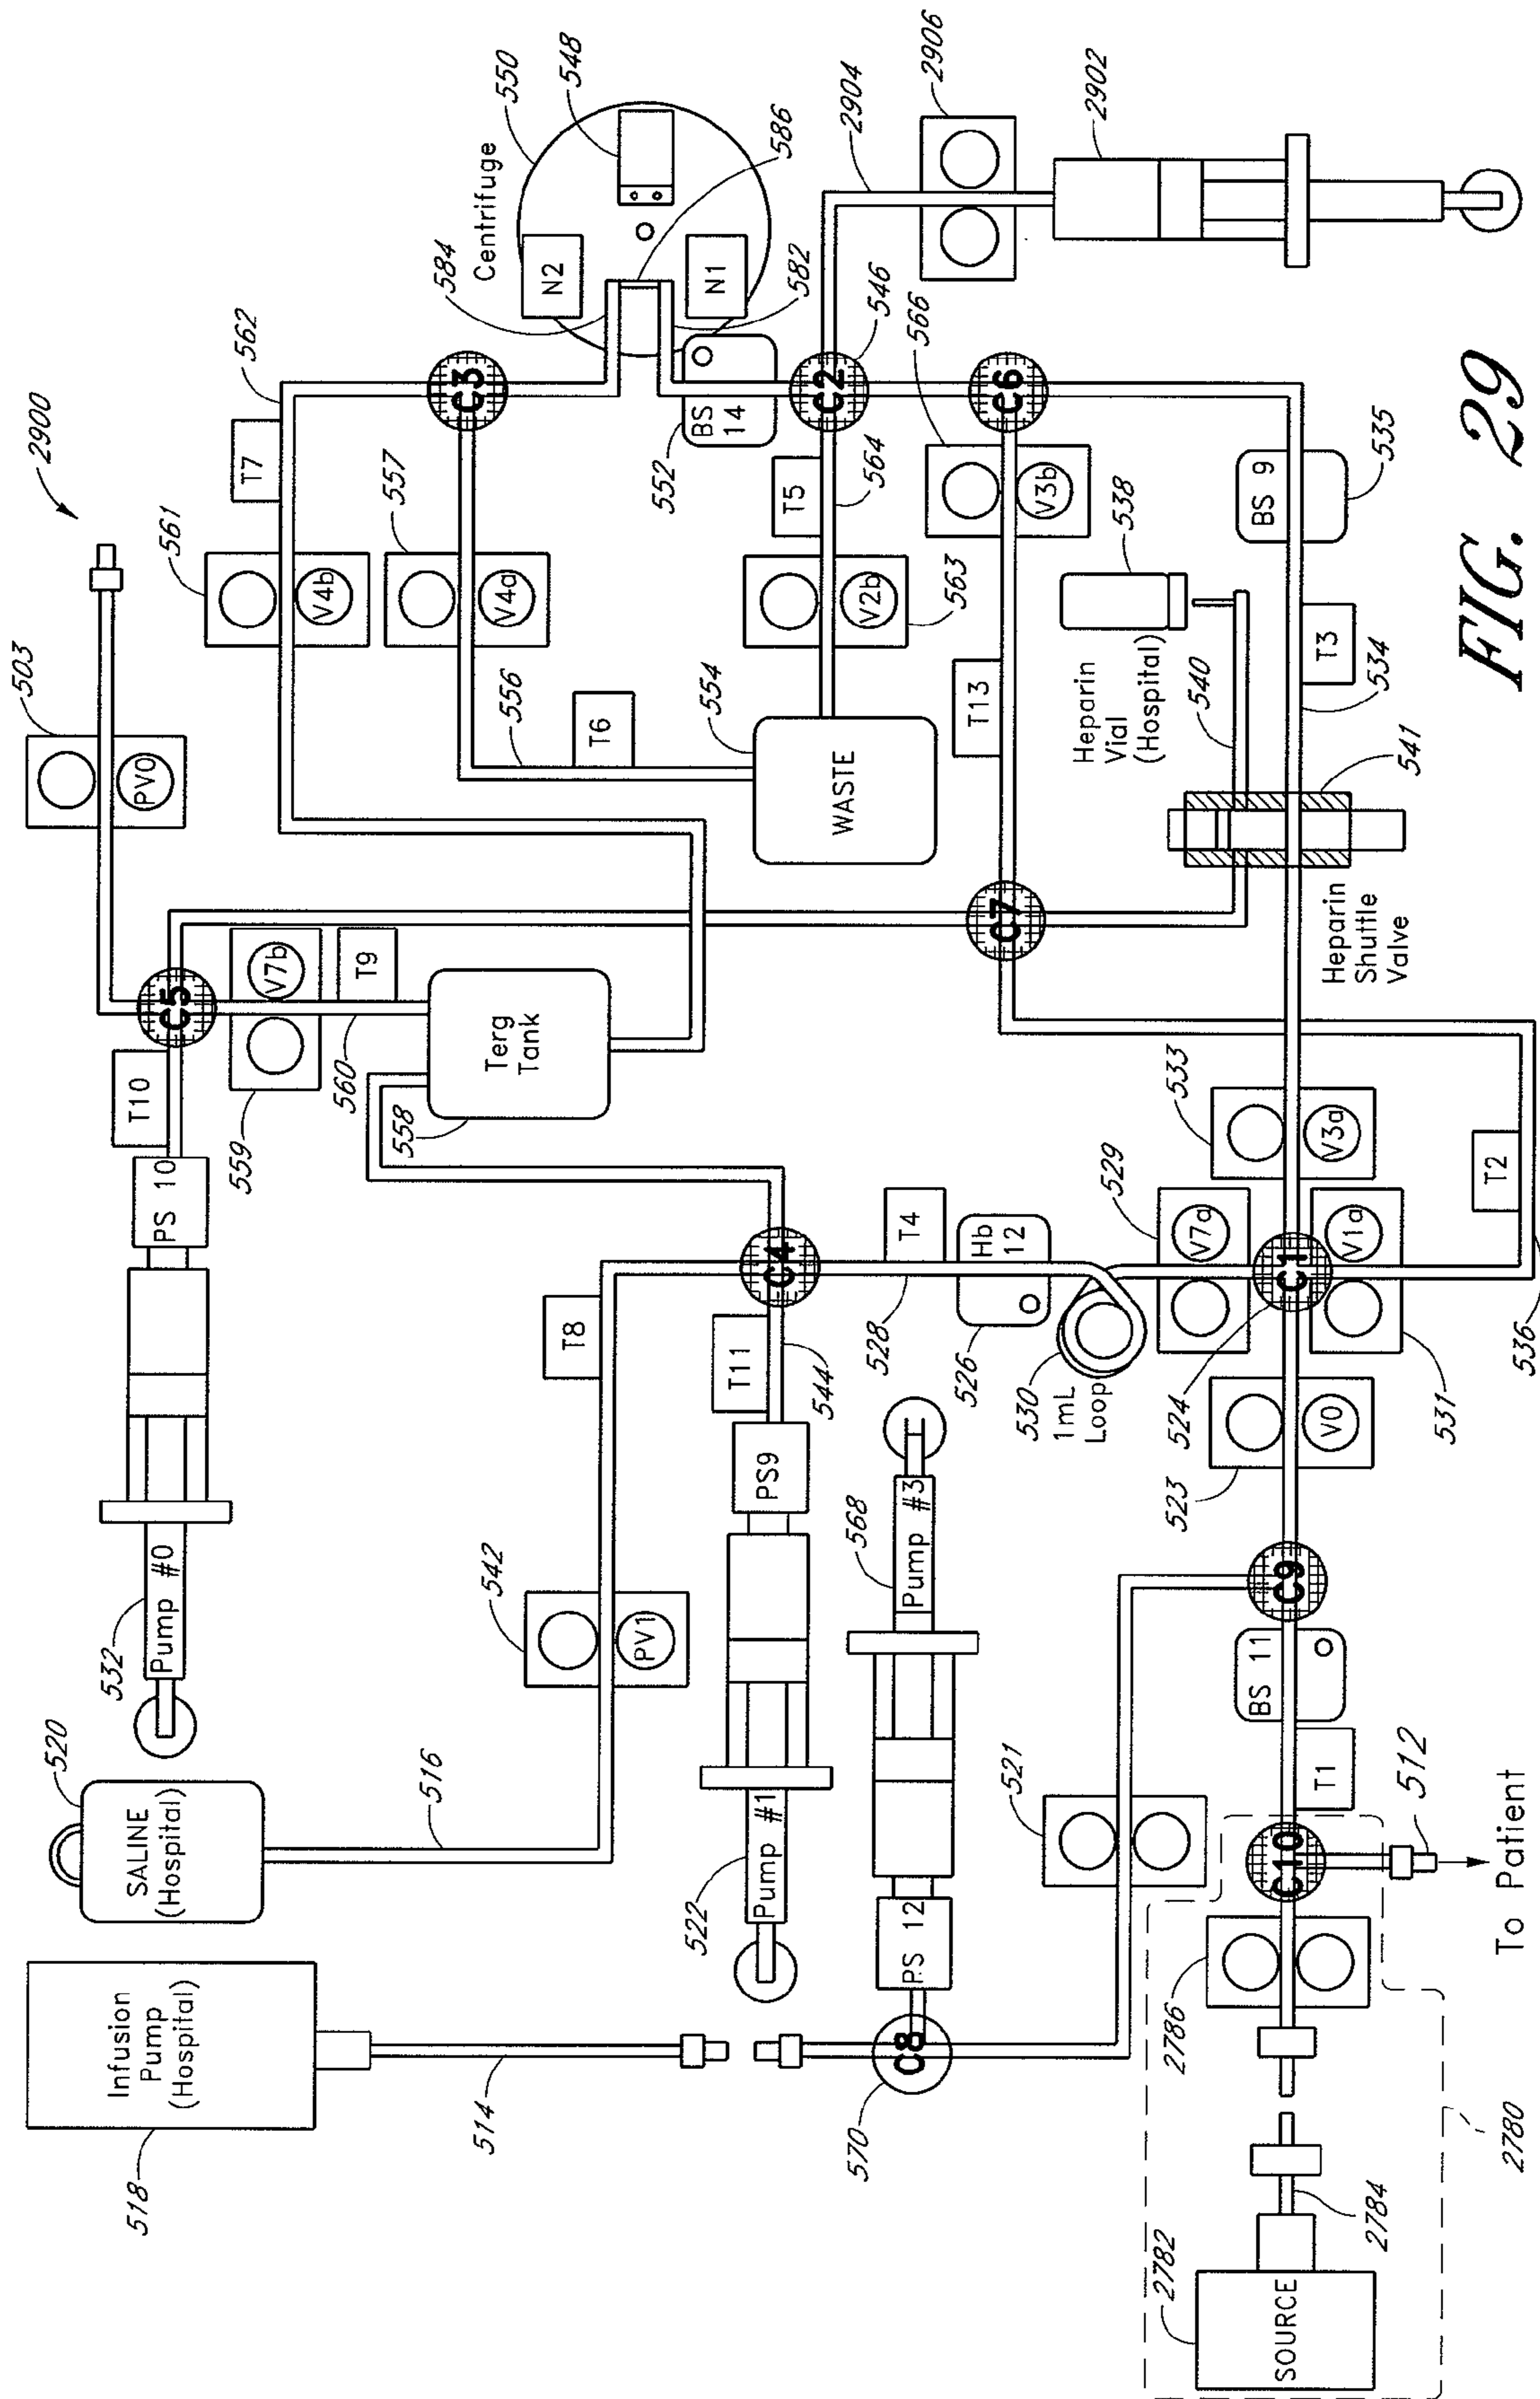 518
Infusion
Pump
(Hospital)
514
520
SALINE
(Hospital)
516
532
Pump #0
PS 10
T10
C5
503
PV0
2900
559
V7b
T9
560
558
Terg
Tank
561
V4b
T7
562
557
V4a
C3
556
T6
554
WASTE
584
Centrifuge
550
548
586
N2
N1
582
552
BS
14
T5
564
V2b
563
C2
546
2904
2906
2902
542
PV1
T8
522
Pump #1
PS9
T11
544
C4
T4
528
Hb
12
526
530
1mL
Loop
C8
570
PS 12
568
Pump #3
521
C7
T13
566
V3b
C6
538
Heparin
Vial
(Hospital)
540
541
Heparin
Shuttle
Valve
T3
534
BS 9
535
529
V7a
533
V3a
C1
524
V1a
531
523
V0
T2
536
C9
BS 11
T1
C10
512
To Patient
2786
2784
2782
SOURCE
2780
FIG. 29